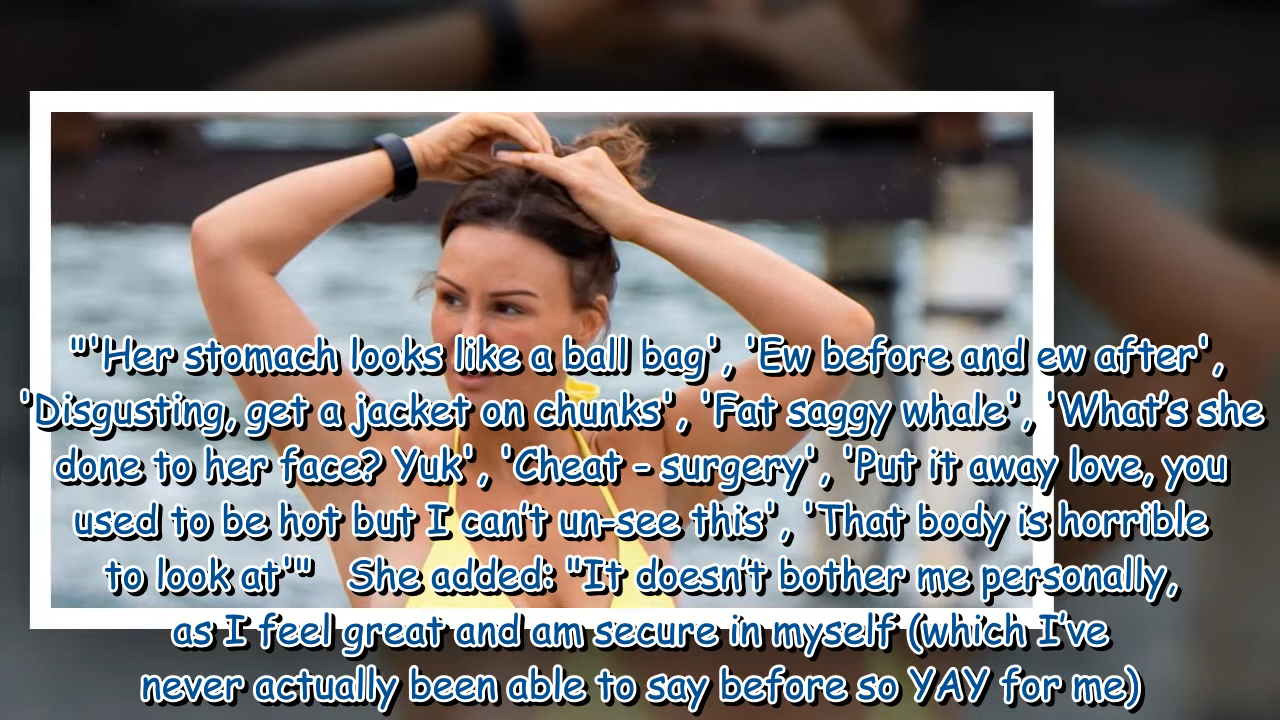 "'Her stomach looks like a ball bag', 'Ew before and ew after',
'Disgusting, get a jacket on chunks', 'Fat saggy whale', 'What's she
done to her face? Yuk', 'Cheat - surgery', 'Put it away love, you
used to be hot but I can't un-see this', 'That body is horrible
to look at'" She added: "It doesn't bother me personally,
as I feel great and am secure in myself (which I've
never actually been able to say before so YAY for me)